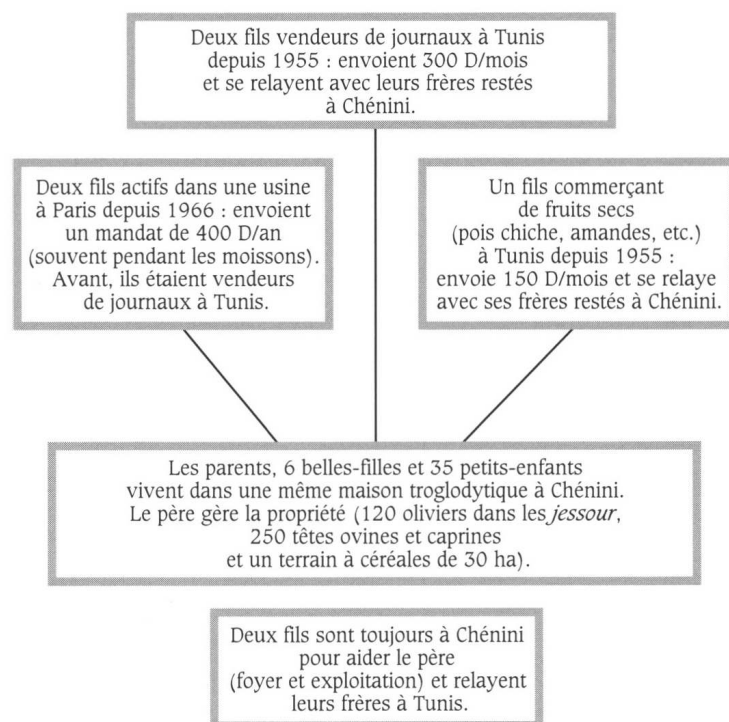 Deux fils vendeurs de journaux à Tunis
depuis 1955 : envoient 300 D/mois
et se relayent avec leurs frères restés
à Chénini.
Deux fils actifs dans une usine
à Paris depuis 1966 : envoient
un mandat de 400 D/an
(souvent pendant les moissons).
Avant, ils étaient vendeurs
de journaux à Tunis.
Un fils commerçant
de fruits secs
(pois chiche, amandes, etc.)
à Tunis depuis 1955 :
envoie 150 D/mois et se relaye
avec ses frères restés à Chénini.
Les parents, 6 belles-filles et 35 petits-enfants
vivent dans une même maison troglodytique à Chénini.
Le père gère la propriété (120 oliviers dans les jessour,
250 têtes ovines et caprines
et un terrain à céréales de 30 ha).
Deux fils sont toujours à Chénini
pour aider le père
(foyer et exploitation) et relayent
leurs frères à Tunis.